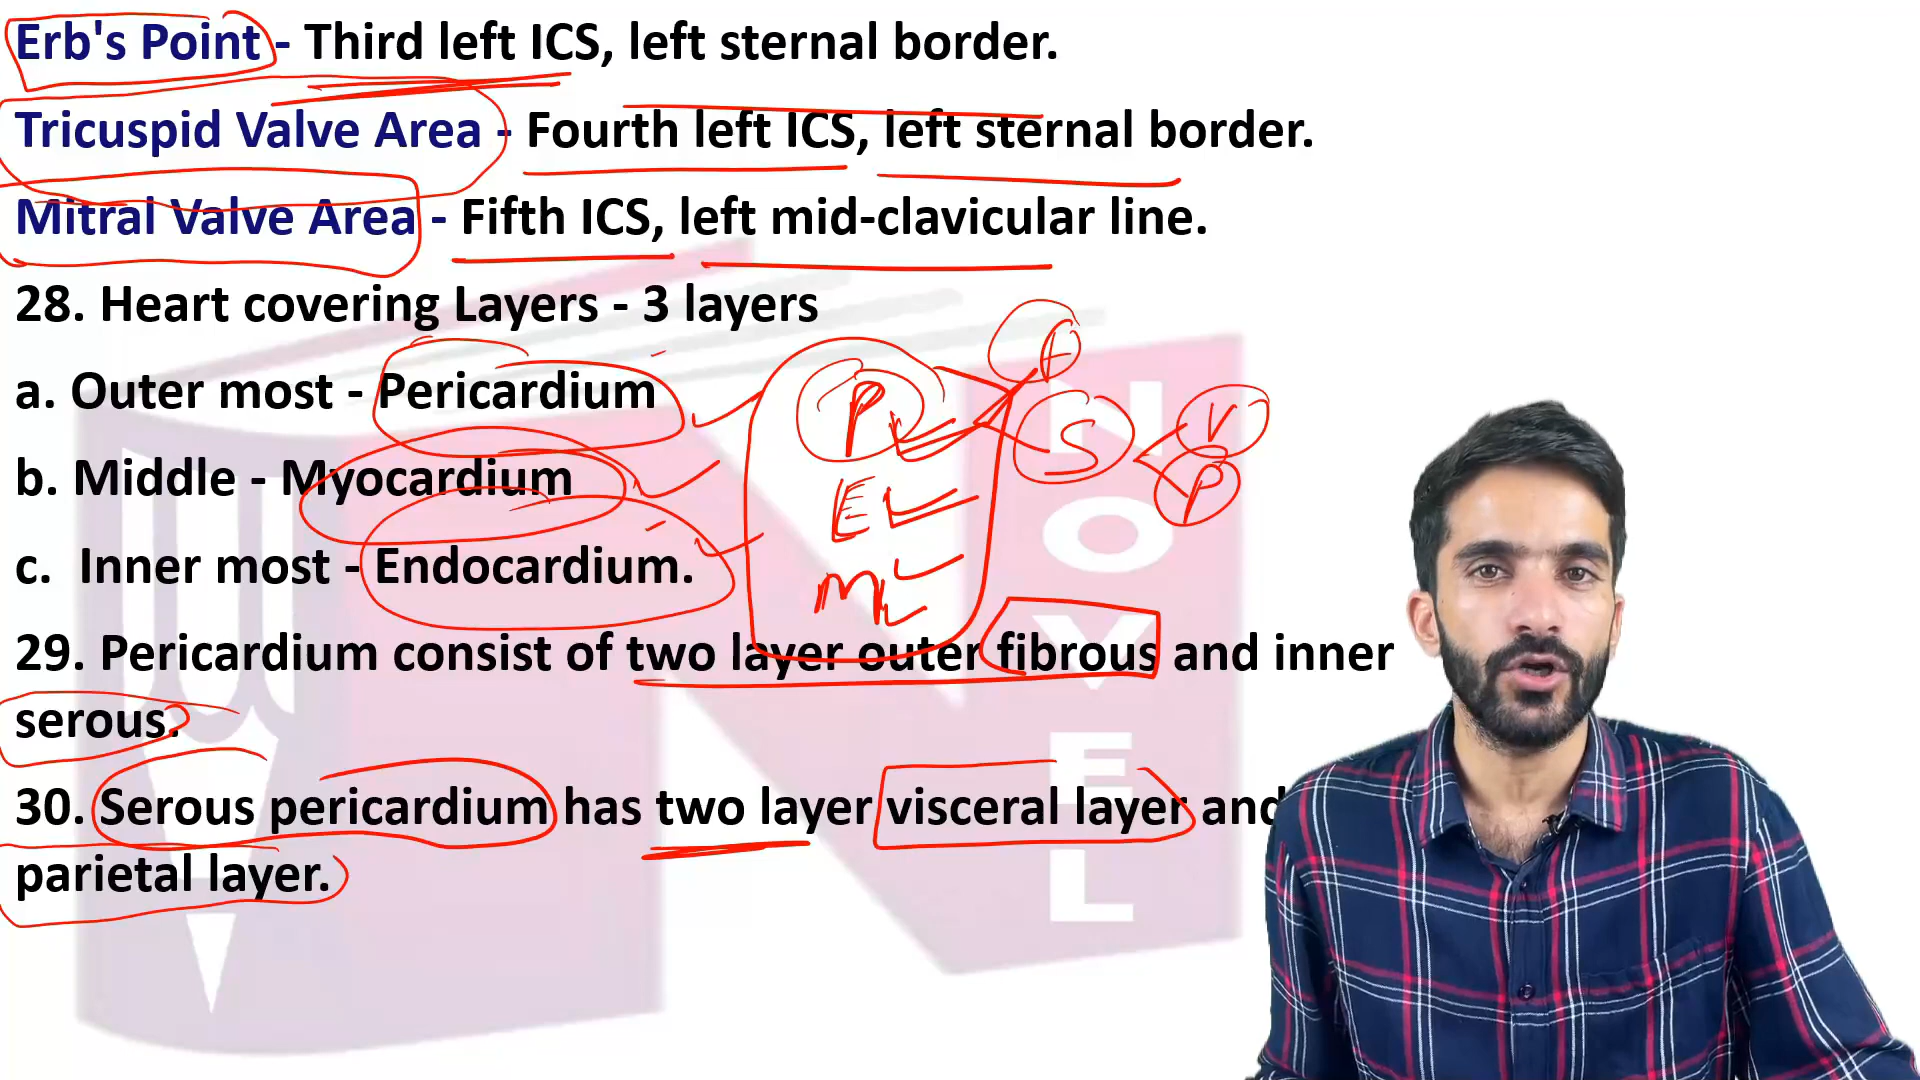 Erb's Point - Third left ICS, left sternal border.
Tricuspid Valve Area - Fourth left ICS, left sternal border.
Mitral Valve Area - Fifth ICS, left mid-clavicular line.
28. Heart covering Layers - 3 layers
a. Outer most - Pericardium
b. Middle - Myocardium
c. Inner most - Endocardium.
29. Pericardium consist of two layer outer fibrous and inner
serous.
30. Serous pericardium has two layer visceral layer and
parietal layer.
P
E
M
F
S
V
P
NOVEL